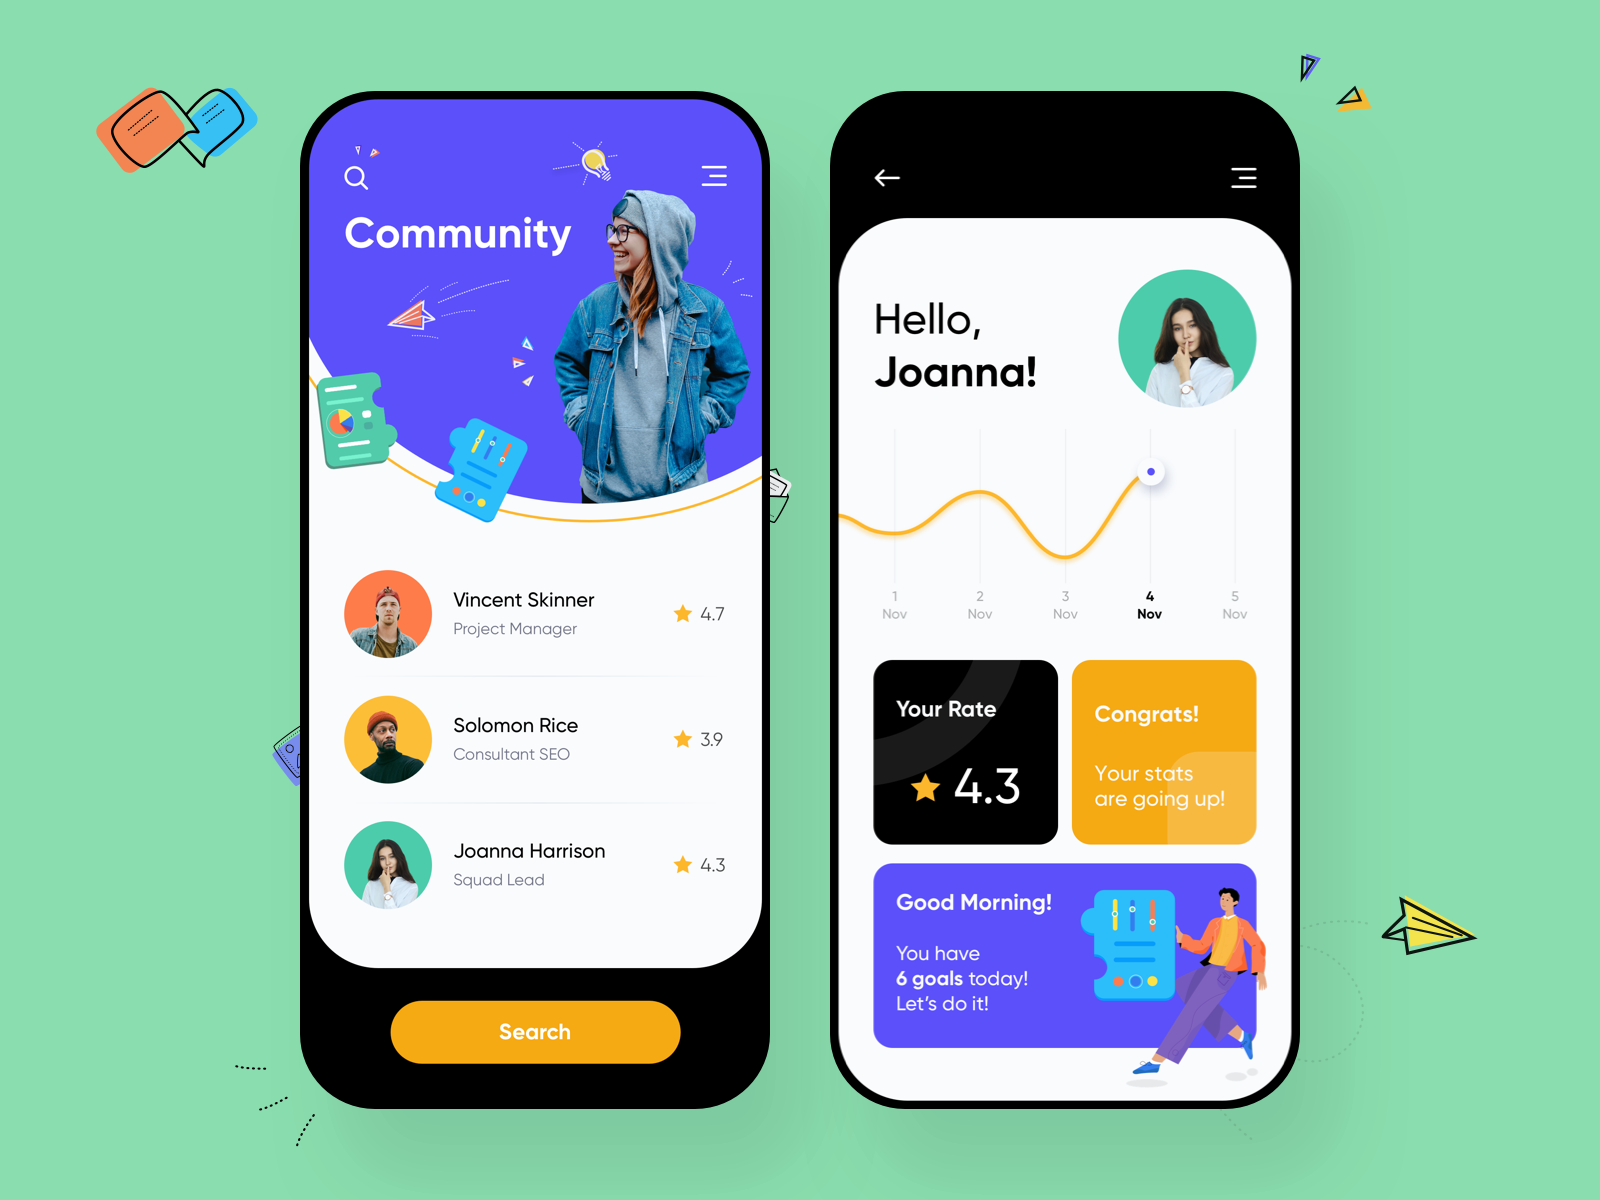 Community
Vincent Skinner
Project Manager
4.7
Solomon Rice
Consultant SEO
3.9
Joanna Harrison
Squad Lead
4.3
Search
Hello,
Joanna!
1
Nov
2
Nov
3
Nov
4
Nov
5
Nov
Your Rate
4.3
Congrats!
Your stats
are going up!
Good Morning!
You have
6 goals today!
Let's do it!